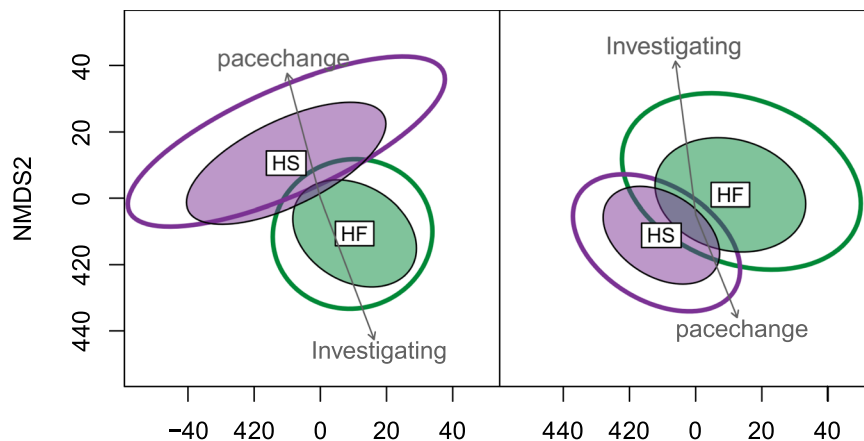 pacechange
Investigating
40
20
HS
HF
0
HF
HS
NMDS2
420
440
Investigating
pacechange
−40 420 0 20 40
440 420 0 20 40